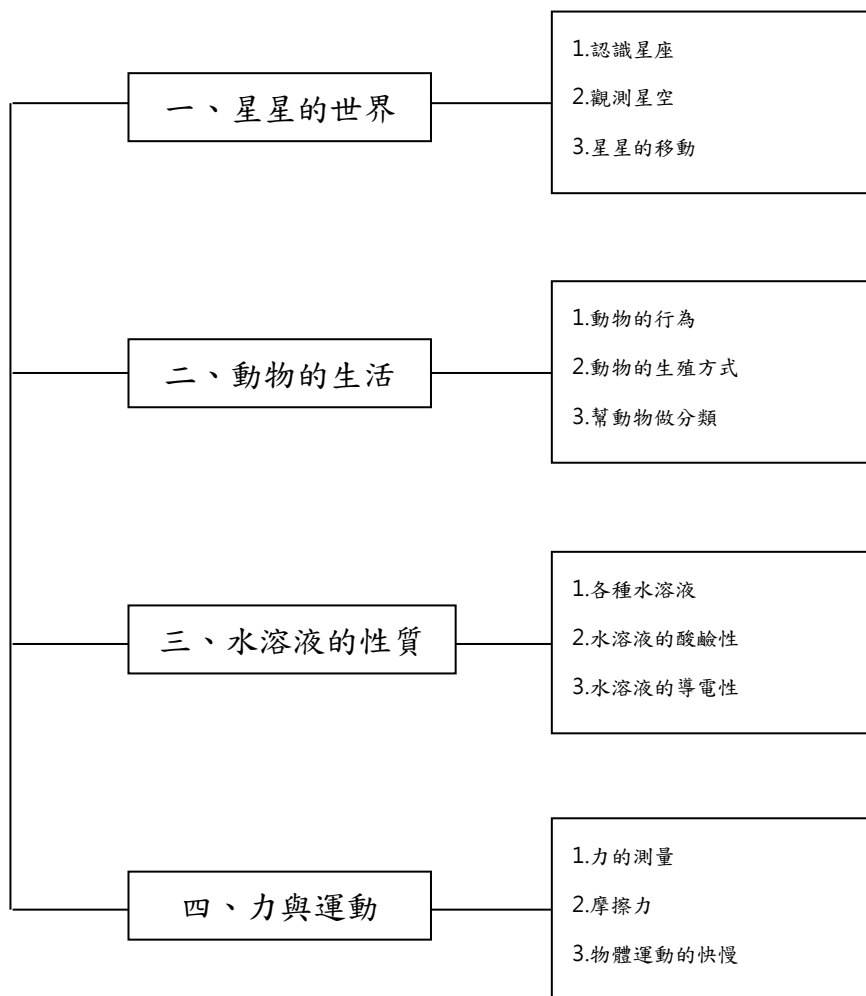 一、星星的世界
1.認識星座
2.觀測星空
3.星星的移動
二、動物的生活
1.動物的行為
2.動物的生殖方式
3.幫動物做分類
三、水溶液的性質
1.各種水溶液
2.水溶液的酸鹼性
3.水溶液的導電性
四、力與運動
1.力的測量
2.摩擦力
3.物體運動的快慢